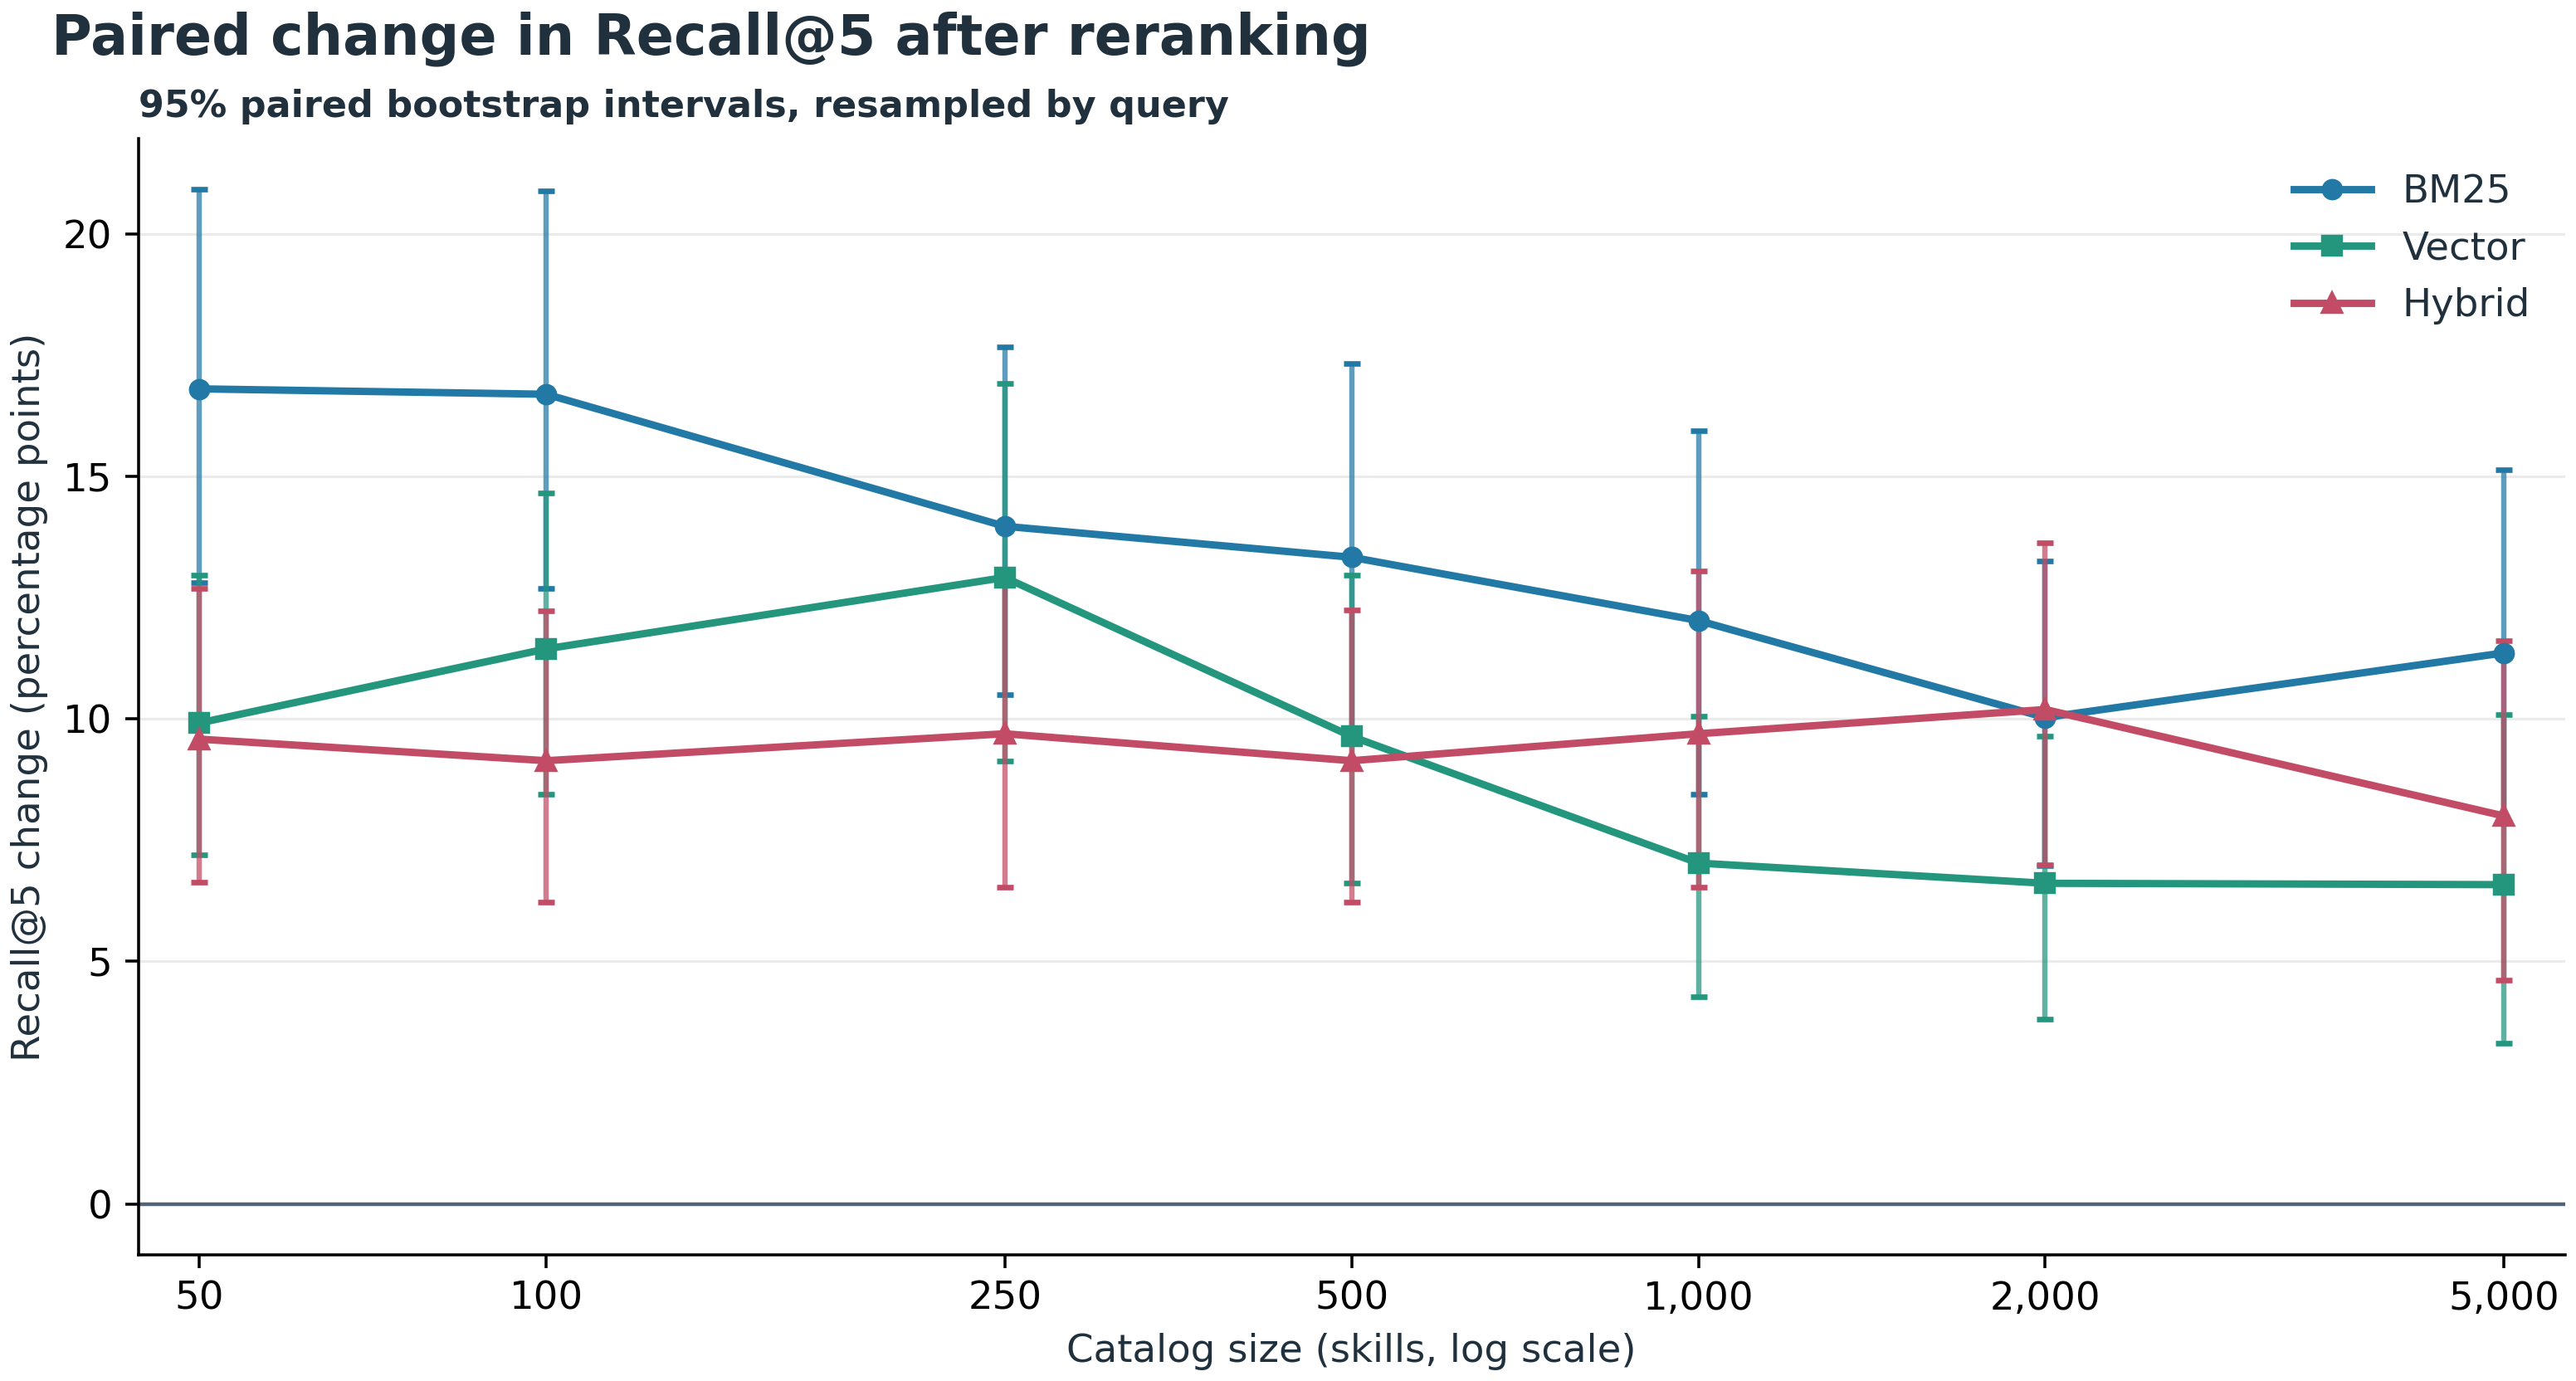 Paired change in Recall@5 after reranking
95% paired bootstrap intervals, resampled by query
BM25
Vector
Hybrid
Recall@5 change (percentage points)
20
15
10
5
0
50 100 250 500 1,000 2,000 5,000
Catalog size (skills, log scale)